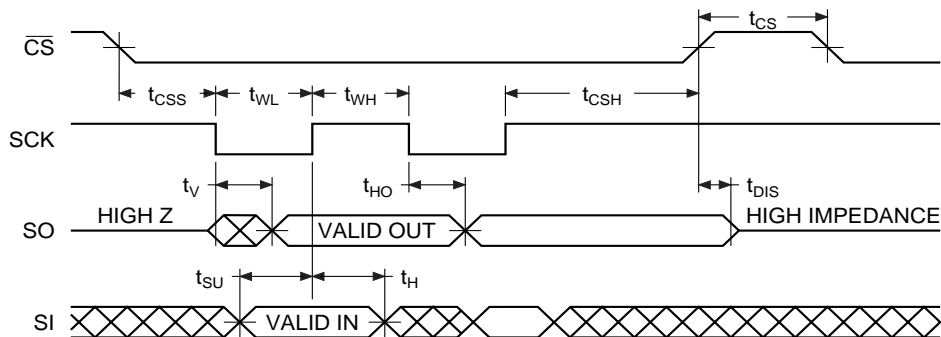 t_CS
C̅S̅
t_CSS t_WL t_WH t_CSH
SCK
t_V t_HO t_DIS
HIGH Z HIGH IMPEDANCE
SO VALID OUT
t_SU t_H
SI VALID IN